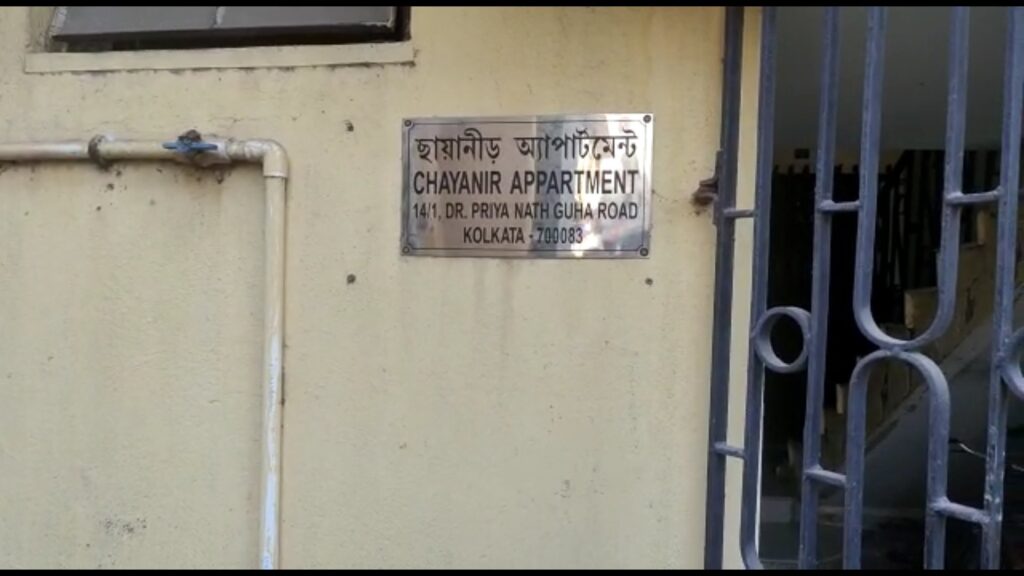 ছায়ানীড় অ্যাপার্টমেন্ট
CHAYANIR APPARTMENT
14/1, DR. PRIYA NATH GUHA ROAD
KOLKATA - 700083